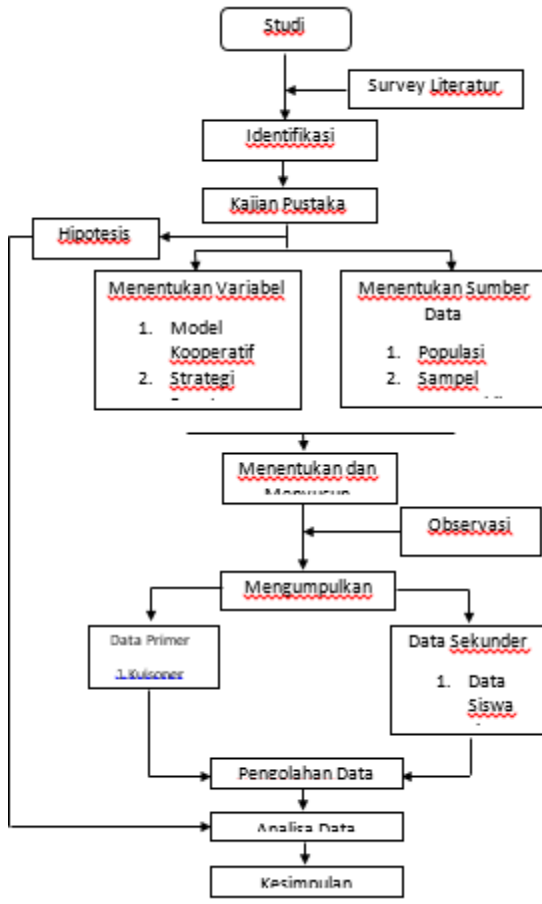 Studi
Survey Literatur
Identifikasi
Kajian Pustaka
Hipotesis
Menentukan Variabel
1. Model
Kooperatif
2. Strategi
Menentukan Sumber
Data
1. Populasi
2. Sampel
Menentukan dan
Menyusun
Observasi
Mengumpulkan
Data Primer
1.Kuisoner
Data Sekunder
1. Data
Siswa
Pengolahan Data
Analisa Data
Kesimpulan